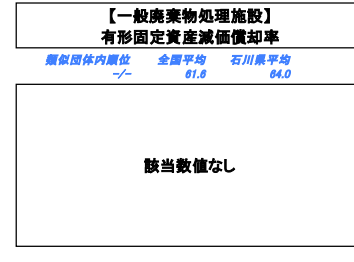 【一般廃棄物処理施設】
有形固定資産減価償却率
類似団体内順位 全国平均 石川県平均
-/- 61.6 64.0
該当数値なし